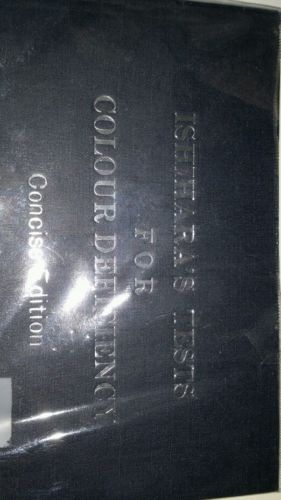 ISHIHARA'S TESTS
FOR
COLOUR DEFICIENCY
Concise Edition